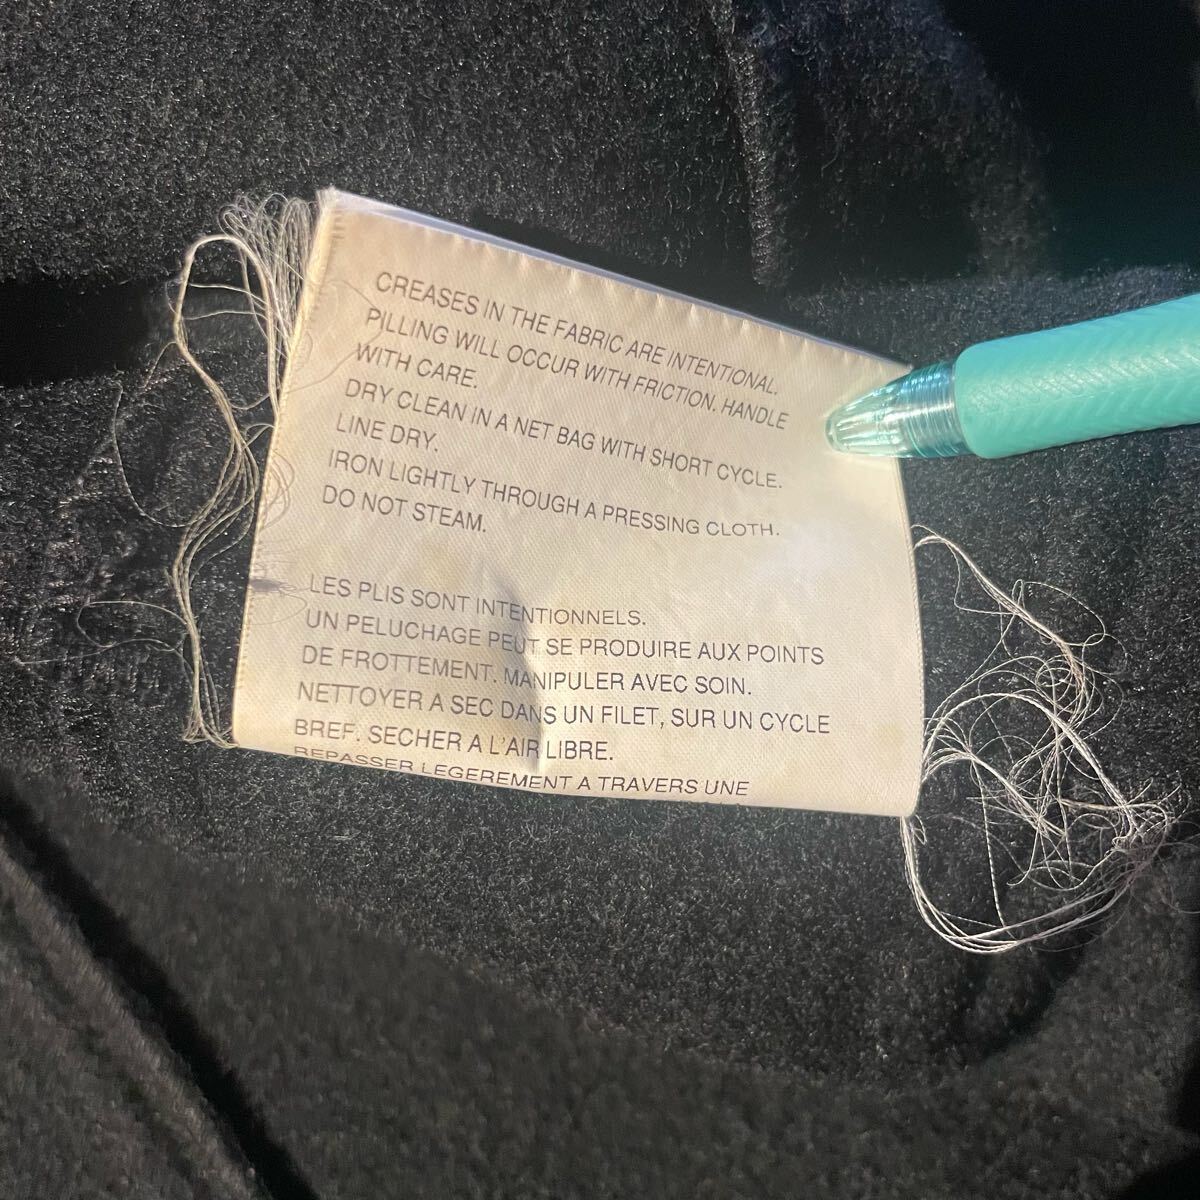 CREASES IN THE FABRIC ARE INTENTIONAL.
PILLING WILL OCCUR WITH FRICTION. HANDLE
WITH CARE.
DRY CLEAN IN A NET BAG WITH SHORT CYCLE.
LINE DRY.
IRON LIGHTLY THROUGH A PRESSING CLOTH.
DO NOT STEAM.
LES PLIS SONT INTENTIONNELS.
UN PELUCHAGE PEUT SE PRODUIRE AUX POINTS
DE FROTTEMENT. MANIPULER AVEC SOIN.
NETTOYER A SEC DANS UN FILET, SUR UN CYCLE
BREF. SECHER A L'AIR LIBRE.
REPASSER LEGEREMENT A TRAVERS UNE